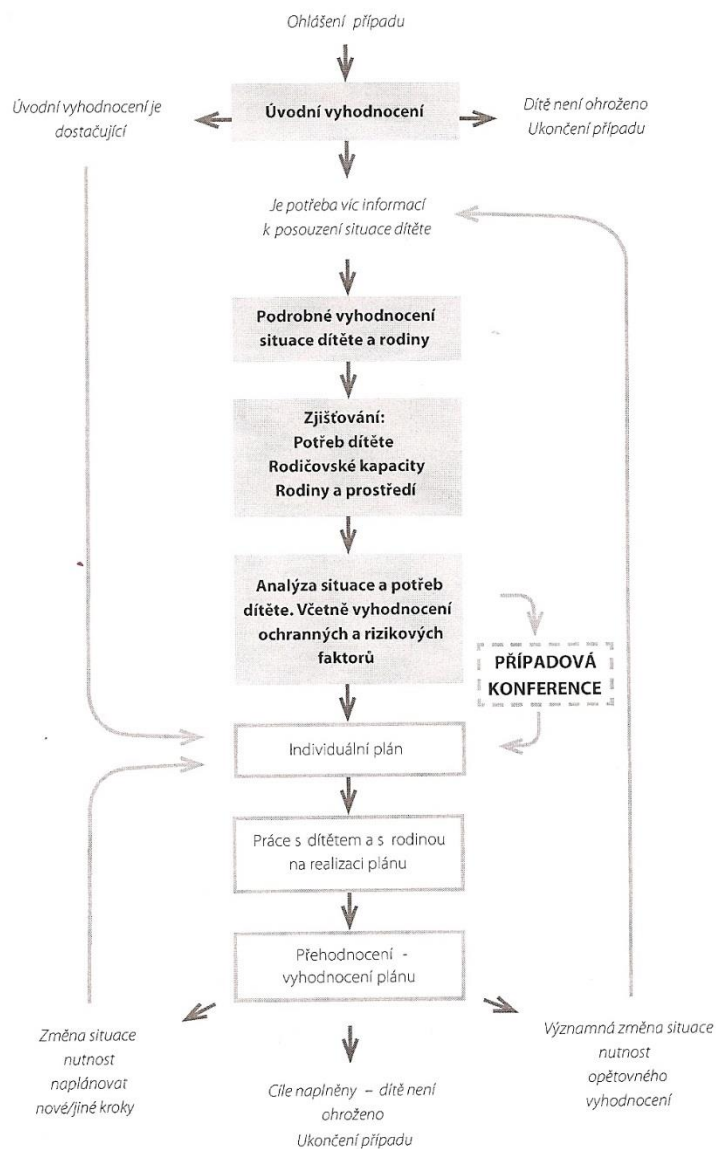 Ohlášení případu
Úvodní vyhodnocení je
dostačující
Úvodní vyhodnocení
Dítě není ohroženo
Ukončení případu
Je potřeba víc informací
k posouzení situace dítěte
Podrobné vyhodnocení
situace dítěte a rodiny
Zjišťování:
Potřeb dítěte
Rodičovské kapacity
Rodiny a prostředí
Analýza situace a potřeb
dítěte. Včetně vyhodnocení
ochranných a rizikových
faktorů
PŘÍPADOVÁ
KONFERENCE
Individuální plán
Práce s dítětem a s rodinou
na realizaci plánu
Přehodnocení -
vyhodnocení plánu
Změna situace
nutnost
naplánovat
nové/jiné kroky
Cíle naplněny – dítě není
ohroženo
Ukončení případu
Významná změna situace
nutnost
opětovného
vyhodnocení